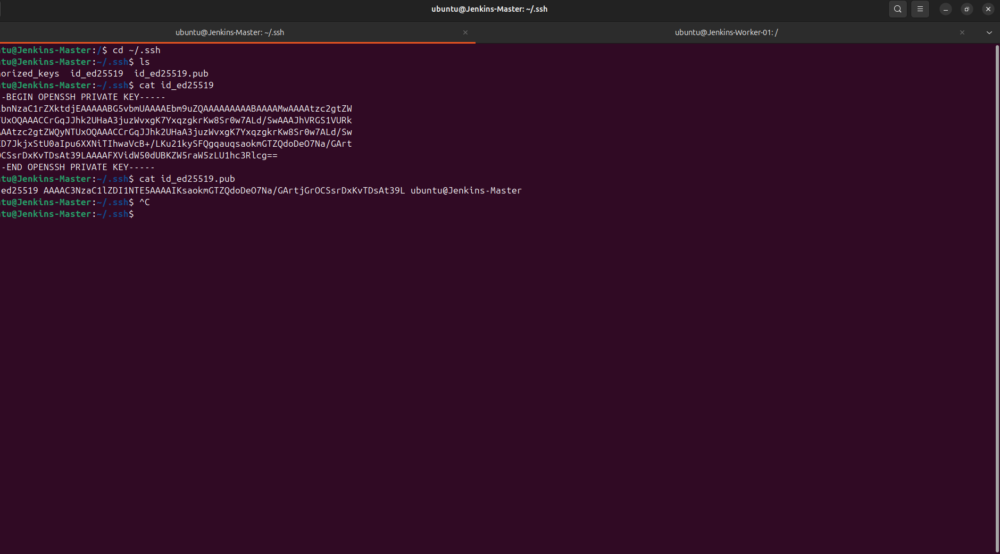 ubuntu@Jenkins-Master: ~/.ssh
ubuntu@Jenkins-Master: ~/.ssh
ubuntu@Jenkins-Worker-01: /
tu@Jenkins-Master:/$ cd ~/.ssh
tu@Jenkins-Master:~/.ssh$ ls
orized_keys id_ed25519 id_ed25519.pub
tu@Jenkins-Master:~/.ssh$ cat id_ed25519
-BEGIN OPENSSH PRIVATE KEY-----
bnNzaC1rZXktdjEAAAAABG5vbmUAAAAEbm9uZQAAAAAAAAABAAAAMwAAAAtzc2gtZW
UxOQAAACCrGqJJhk2UHaA3juzWvxgK7YxqzgkrKw8Sr0w7ALd/SwAAAJhVRGS1VURk
AAtzc2gtZWQyNTUxOQAAACCrGqJJhk2UHaA3juzWvxgK7YxqzgkrKw8Sr0w7ALd/Sw
D7JkjxStU0aIpu6XXNiTIhwaVcB+/LKu21kySFQgqauqsaokmGTZQdoDeO7Na/GArt
CSsrDxKvTDsAt39LAAAAFXVidW50dUBKZW5raW5zLU1hc3Rlcg==
-END OPENSSH PRIVATE KEY-----
tu@Jenkins-Master:~/.ssh$ cat id_ed25519.pub
ed25519 AAAAC3NzaC1lZDI1NTE5AAAAIKsaokmGTZQdoDeO7Na/GArtjGrOCSsrDxKvTDsAt39L ubuntu@Jenkins-Master
tu@Jenkins-Master:~/.ssh$ ^C
tu@Jenkins-Master:~/.ssh$